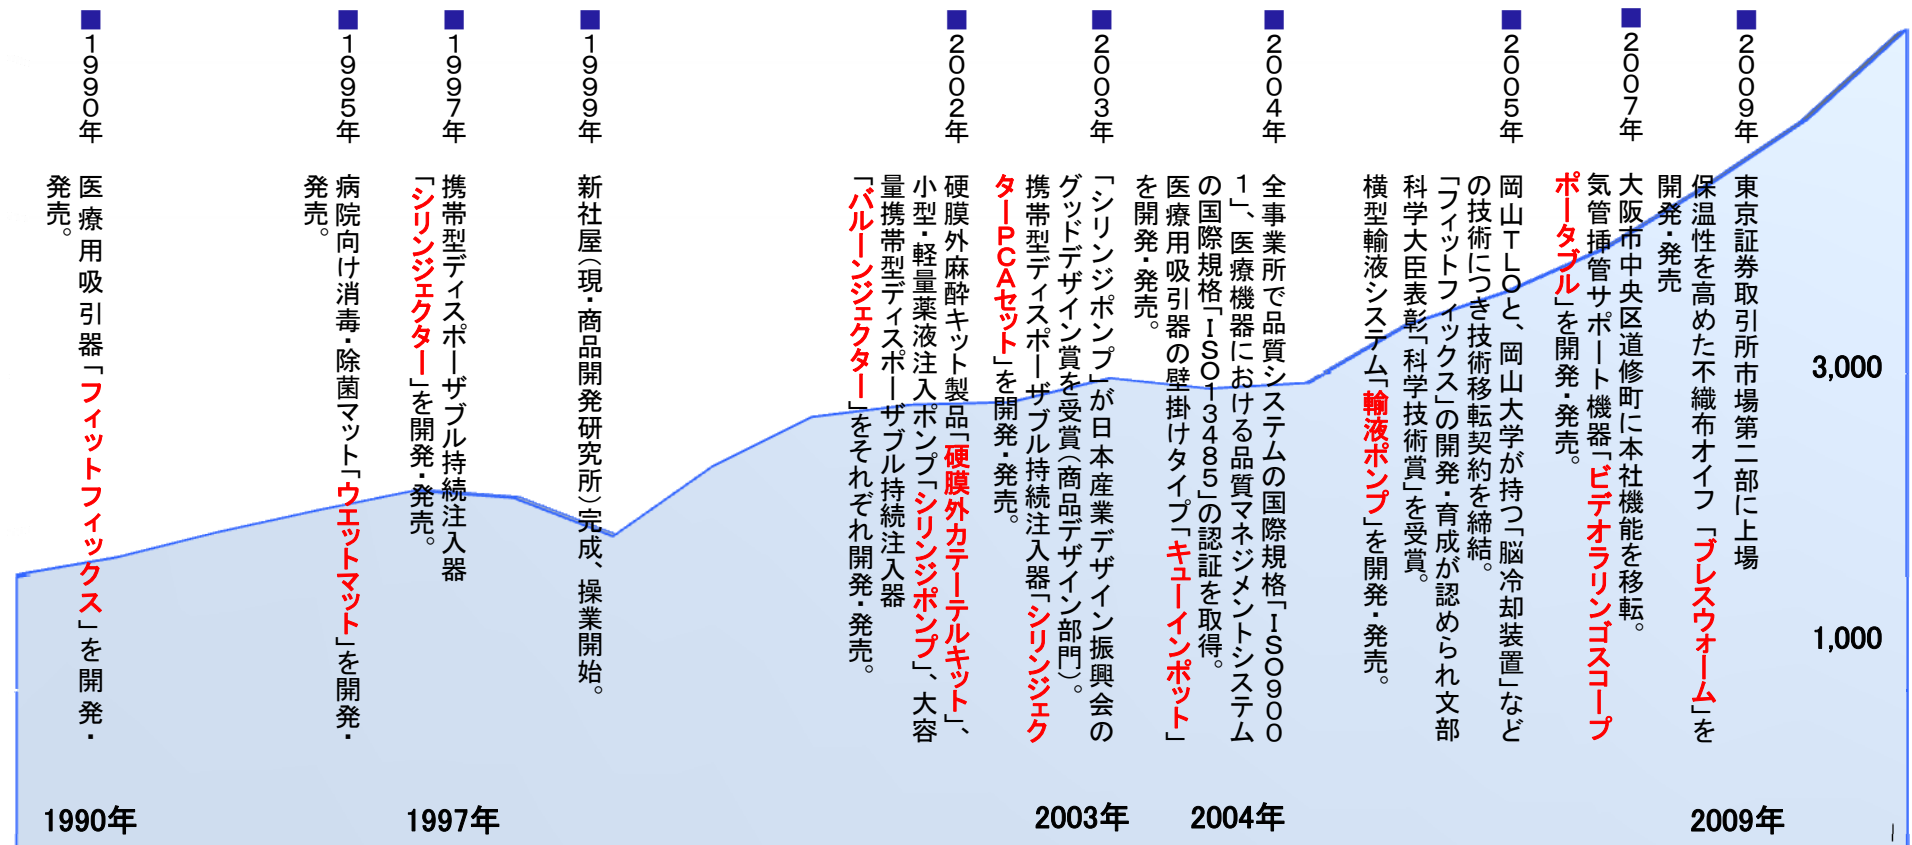 ■1990年
医療用吸引器「フィットフィックス」を開発・
発売。
■1995年
病院向け消毒・除菌マット「ウエットマット」を開発・
発売。
■1997年
携帯型ディスポーザブル持続注入器
「シリンジェクター」を開発・発売。
■1999年
新社屋（現・商品開発研究所）完成、操業開始。
■2002年
硬膜外麻酔キット製品「硬膜外カテーテルキット」、
小型・軽量薬液注入ポンプ「シリンジポンプ」、大容
量携帯型ディスポーザブル持続注入器
「バルーンジェクター」をそれぞれ開発・発売。
■2003年
「シリンジポンプ」が日本産業デザイン振興会の
グッドデザイン賞を受賞（商品デザイン部門）。
携帯型ディスポーザブル持続注入器「シリンジェク
ターＰＣＡセット」を開発・発売。
■2004年
全事業所で品質システムの国際規格「ＩＳＯ９００
１」、医療機器における品質マネジメントシステム
の国際規格「ＩＳＯ１３４８５」の認証を取得。
医療用吸引器の壁掛けタイプ「キューインポット」
を開発・発売。
■2005年
岡山ＴＬＯと、岡山大学が持つ「脳冷却装置」など
の技術につき技術移転契約を締結。
「フィットフィックス」の開発・育成が認められ文部
科学大臣表彰「科学技術賞」を受賞。
横型輸液システム「輸液ポンプ」を開発・発売。
■2007年
大阪市中央区道修町に本社機能を移転。
気管挿管サポート機器「ビデオラリンゴスコープ
ポータブル」を開発・発売。
■2009年
東京証券取引所市場第二部に上場
保温性を高めた不織布オイフ「ブレスウォーム」を
開発・発売
3,000
1,000
1990年
1997年
2003年
2004年
2009年